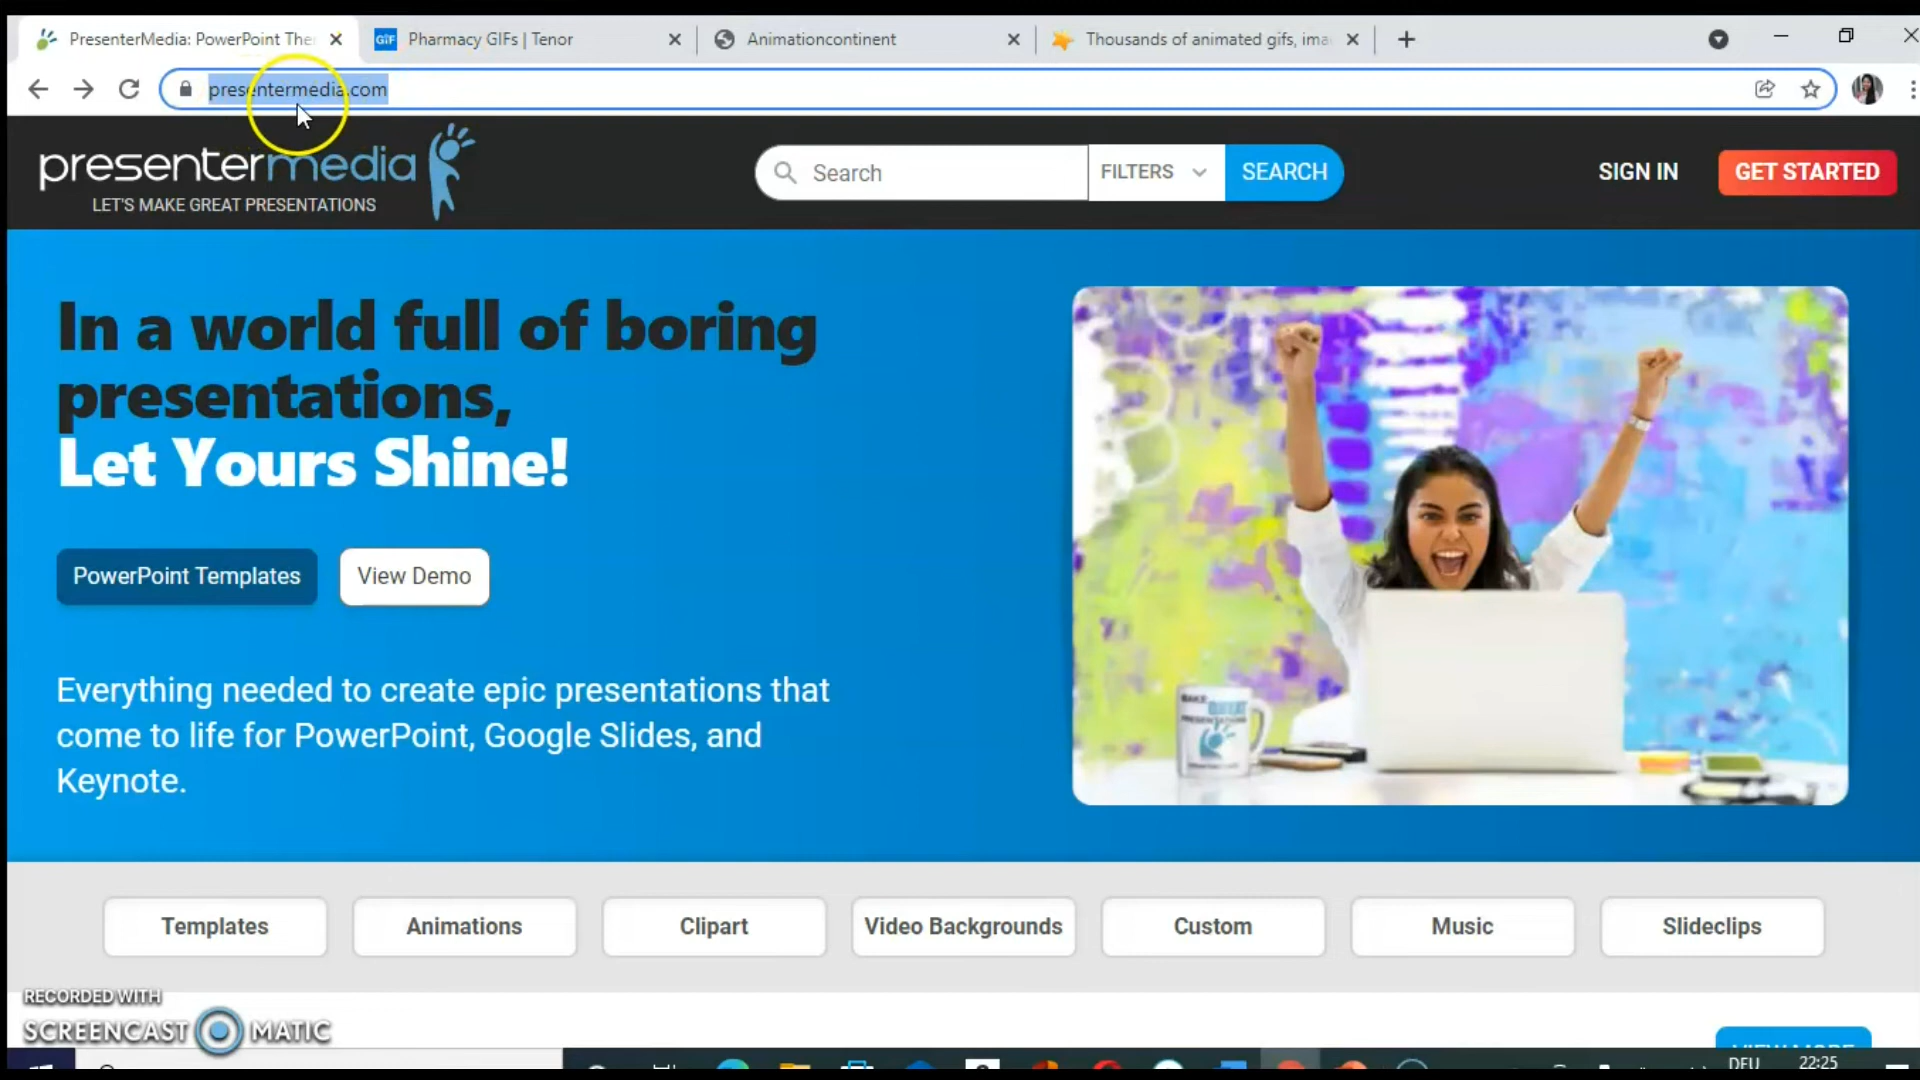 PresenterMedia: PowerPoint The
Pharmacy GIFs | Tenor
Animationcontinent
Thousands of animated gifs, ima
presentermedia.com
presentermedia
LET'S MAKE GREAT PRESENTATIONS
Search
FILTERS
SEARCH
SIGN IN
GET STARTED
In a world full of boring
presentations,
Let Yours Shine!
PowerPoint Templates
View Demo
Everything needed to create epic presentations that
come to life for PowerPoint, Google Slides, and
Keynote.
Templates
Animations
Clipart
Video Backgrounds
Custom
Music
Slideclips
RECORDED WITH
SCREENCAST MATIC
VIEW MORE
DEU
22:25